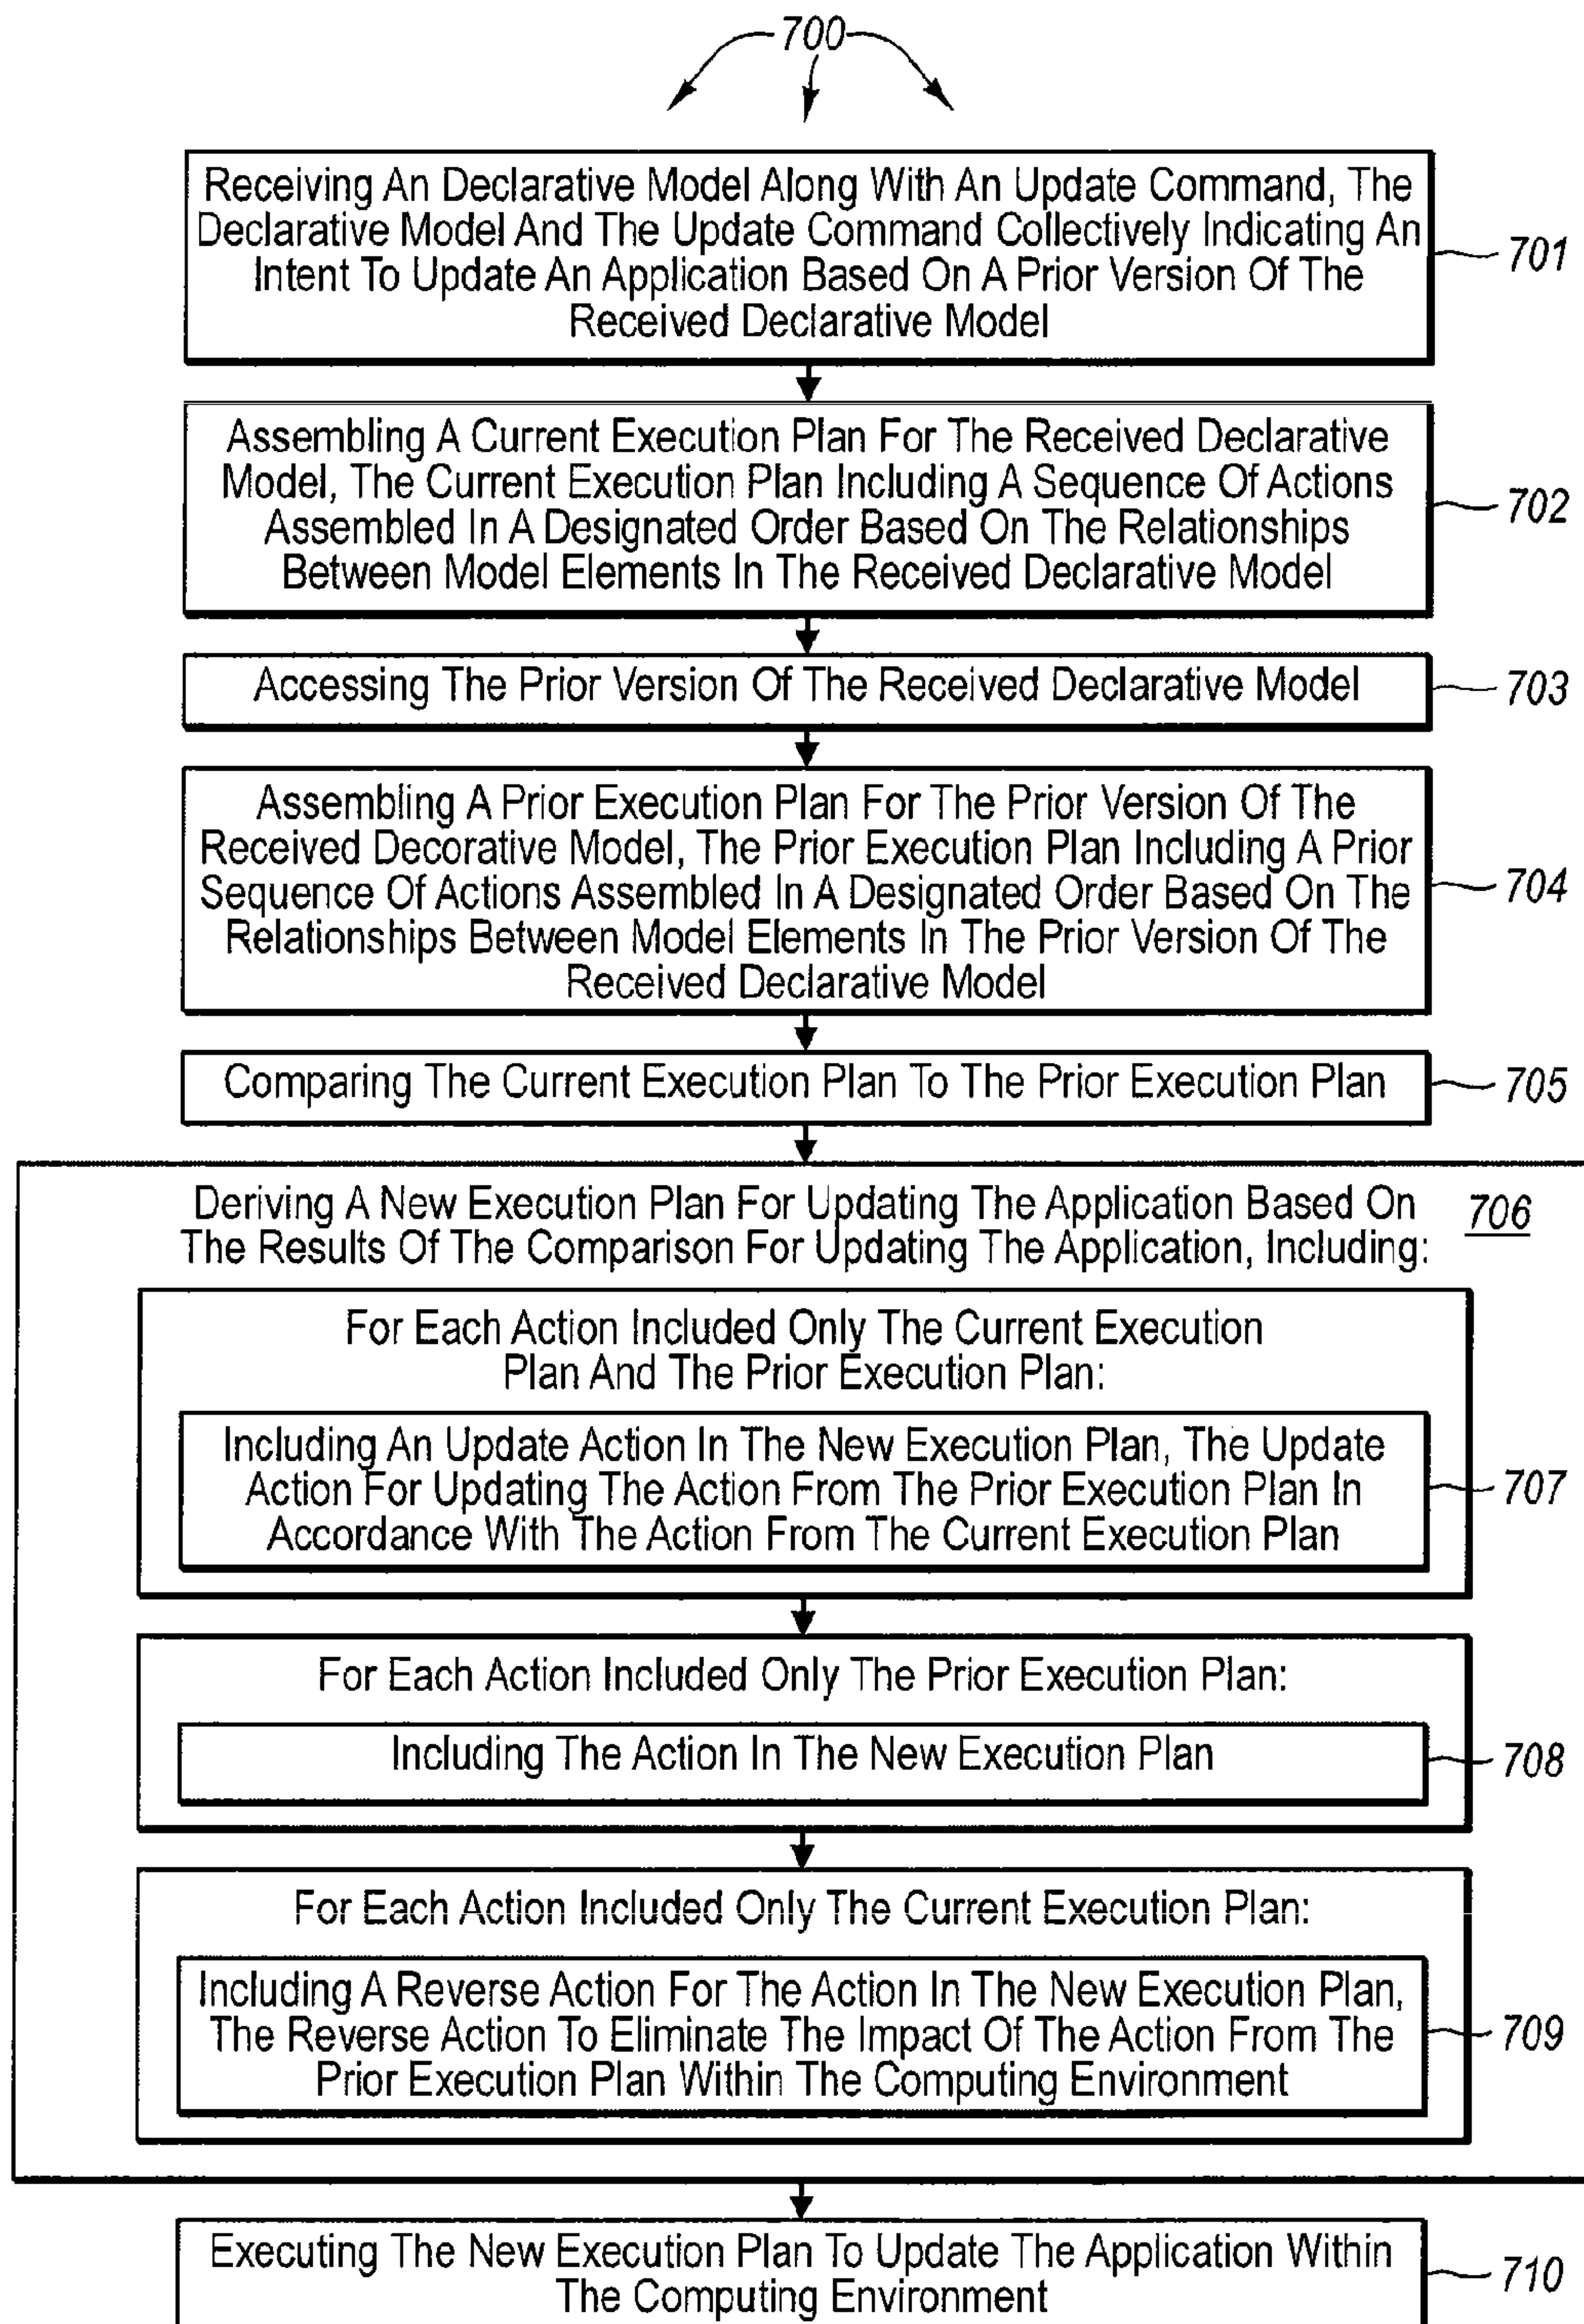 700
Receiving An Declarative Model Along With An Update Command, The
Declarative Model And The Update Command Collectively Indicating An
Intent To Update An Application Based On A Prior Version Of The
Received Declarative Model
701
Assembling A Current Execution Plan For The Received Declarative
Model, The Current Execution Plan Including A Sequence Of Actions
Assembled In A Designated Order Based On The Relationships
Between Model Elements In The Received Declarative Model
702
Accessing The Prior Version Of The Received Declarative Model
703
Assembling A Prior Execution Plan For The Prior Version Of The
Received Decorative Model, The Prior Execution Plan Including A Prior
Sequence Of Actions Assembled In A Designated Order Based On The
Relationships Between Model Elements In The Prior Version Of The
Received Declarative Model
704
Comparing The Current Execution Plan To The Prior Execution Plan
705
Deriving A New Execution Plan For Updating The Application Based On
The Results Of The Comparison For Updating The Application, Including:
706
For Each Action Included Only The Current Execution
Plan And The Prior Execution Plan:
Including An Update Action In The New Execution Plan, The Update
Action For Updating The Action From The Prior Execution Plan In
Accordance With The Action From The Current Execution Plan
707
For Each Action Included Only The Prior Execution Plan:
Including The Action In The New Execution Plan
708
For Each Action Included Only The Current Execution Plan:
Including A Reverse Action For The Action In The New Execution Plan,
The Reverse Action To Eliminate The Impact Of The Action From The
Prior Execution Plan Within The Computing Environment
709
Executing The New Execution Plan To Update The Application Within
The Computing Environment
710